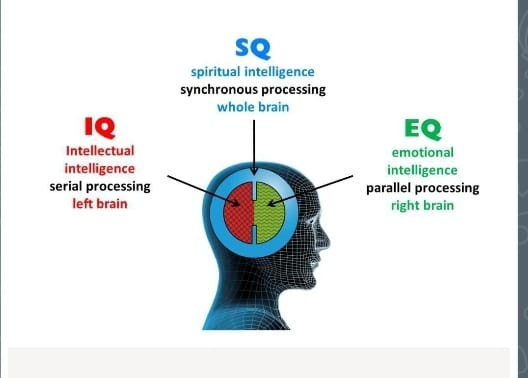 SQ
spiritual intelligence
synchronous processing
whole brain
IQ
Intellectual
intelligence
serial processing
left brain
EQ
emotional
intelligence
parallel processing
right brain